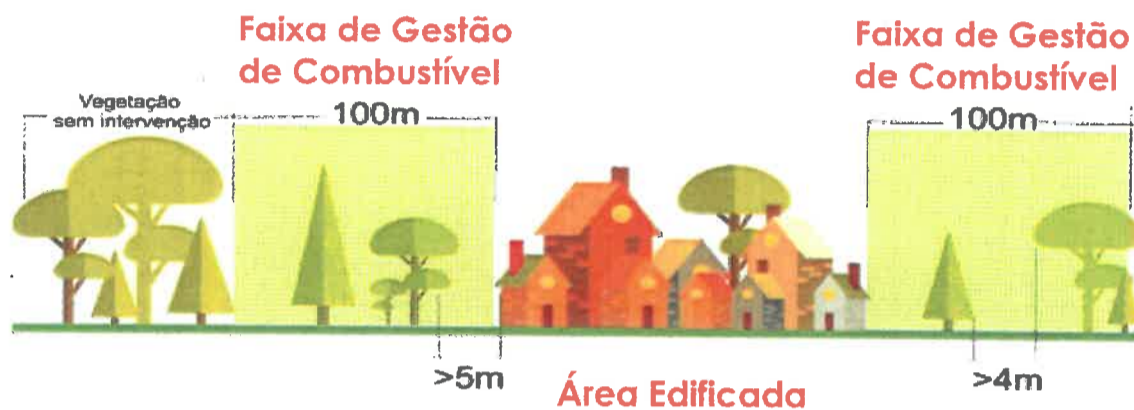 Faixa de Gestão
de Combustível
Faixa de Gestão
de Combustível
Vegetação
sem intervenção
100m
100m
>5m
Área Edificada
>4m